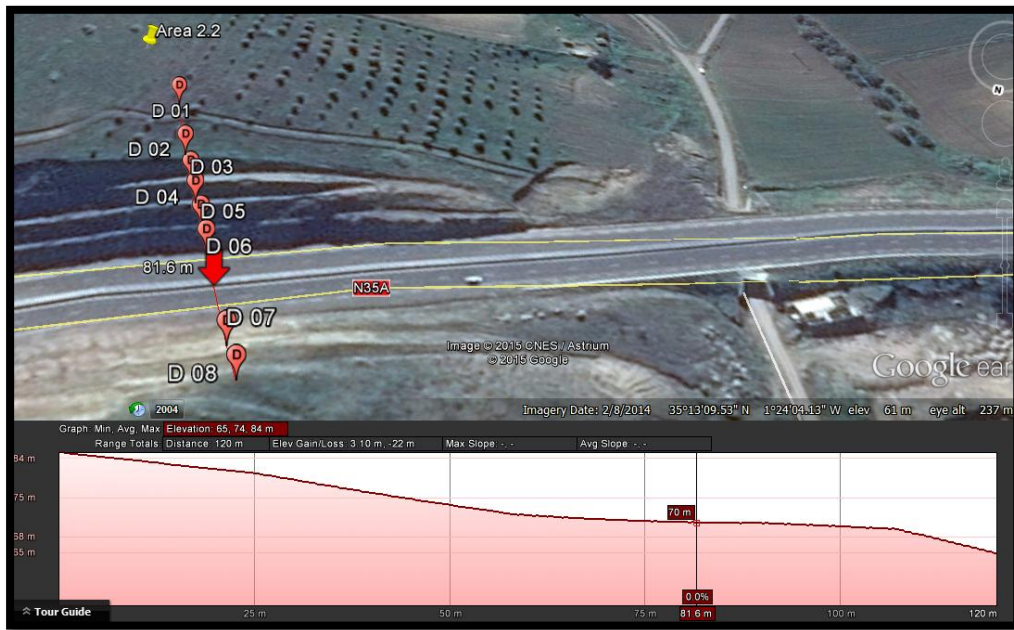 Area 2.2
D
D 01
D
D 02
D 03
D
D 04
D 05
D
D 06
81.6 m
N35A
D 07
D
D 08
N
Image © 2015 CNES / Astrium
© 2015 Google
Google ear
2004
Imagery Date: 2/8/2014 35°13'09.53" N 1°24'04.13" W elev 61 m eye alt 237 m
Graph: Min, Avg, Max Elevation: 65, 74, 84 m
Range Totals: Distance: 120 m Elev Gain/Loss: 3.10 m, -22 m Max Slope: -, - Avg Slope: -, -
84 m
75 m
70 m
68 m
65 m
0.0%
Tour Guide
25 m 50 m 75 m 81.6 m 100 m 120 m